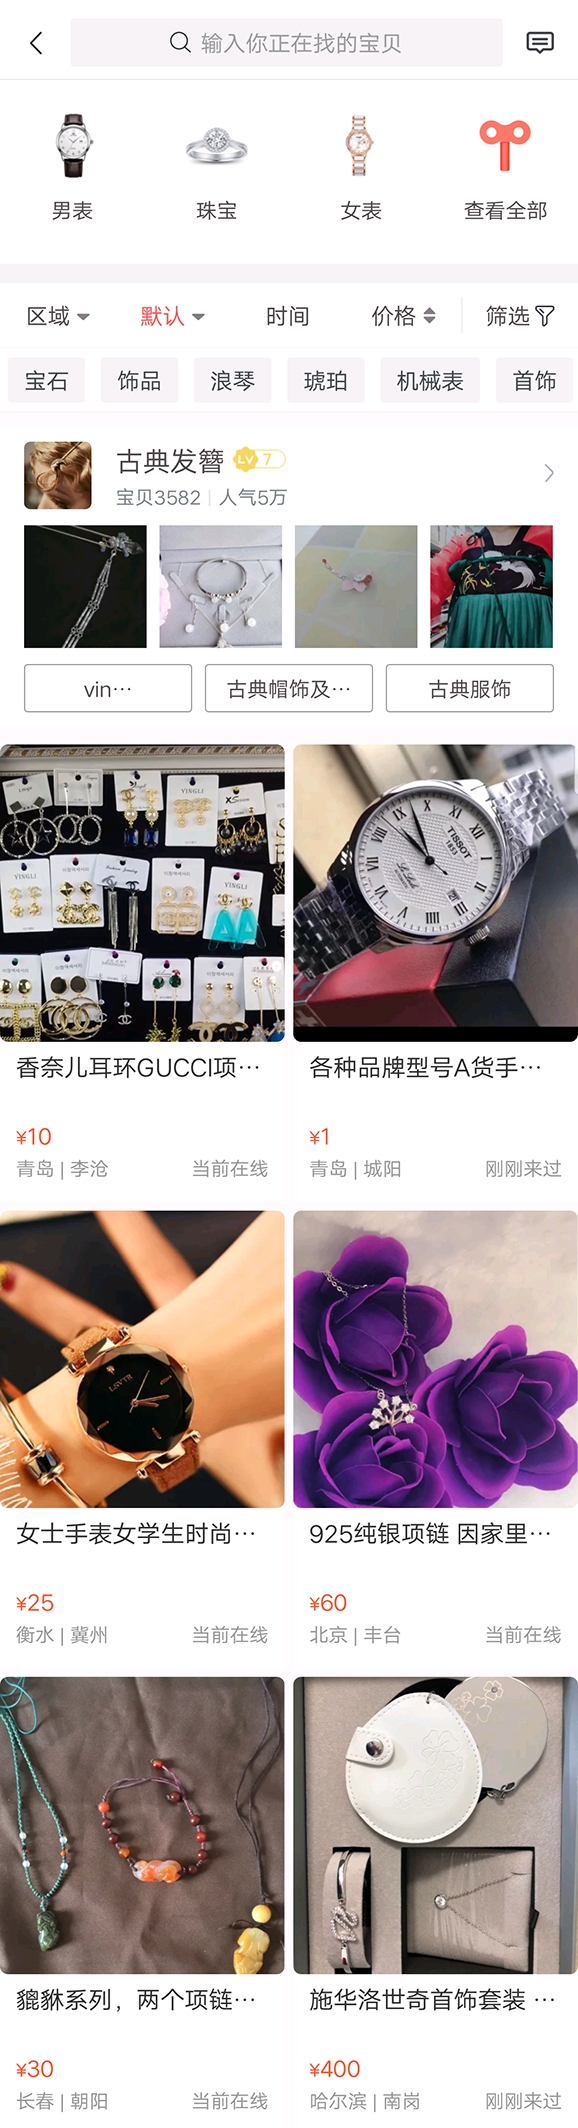 输入你正在找的宝贝
男表 珠宝 女表 查看全部
区域 默认 时间 价格 筛选
宝石 饰品 浪琴 琥珀 机械表 首饰
古典发簪 LV 7
宝贝3582 人气5万
vin… 古典帽饰及… 古典服饰
YINGLI
XS
YINGLI
YINGLI
TISSOT
1853
香奈儿耳环GUCCI项… 各种品牌型号A货手…
¥10 ¥1
青岛 | 李沧 当前在线 青岛 | 城阳 刚刚来过
LSVTR
女士手表女学生时尚… 925纯银项链 因家里…
¥25 ¥60
衡水 | 冀州 当前在线 北京 | 丰台 当前在线
貔貅系列，两个项链… 施华洛世奇首饰套装 …
¥30 ¥400
长春 | 朝阳 当前在线 哈尔滨 | 南岗 刚刚来过